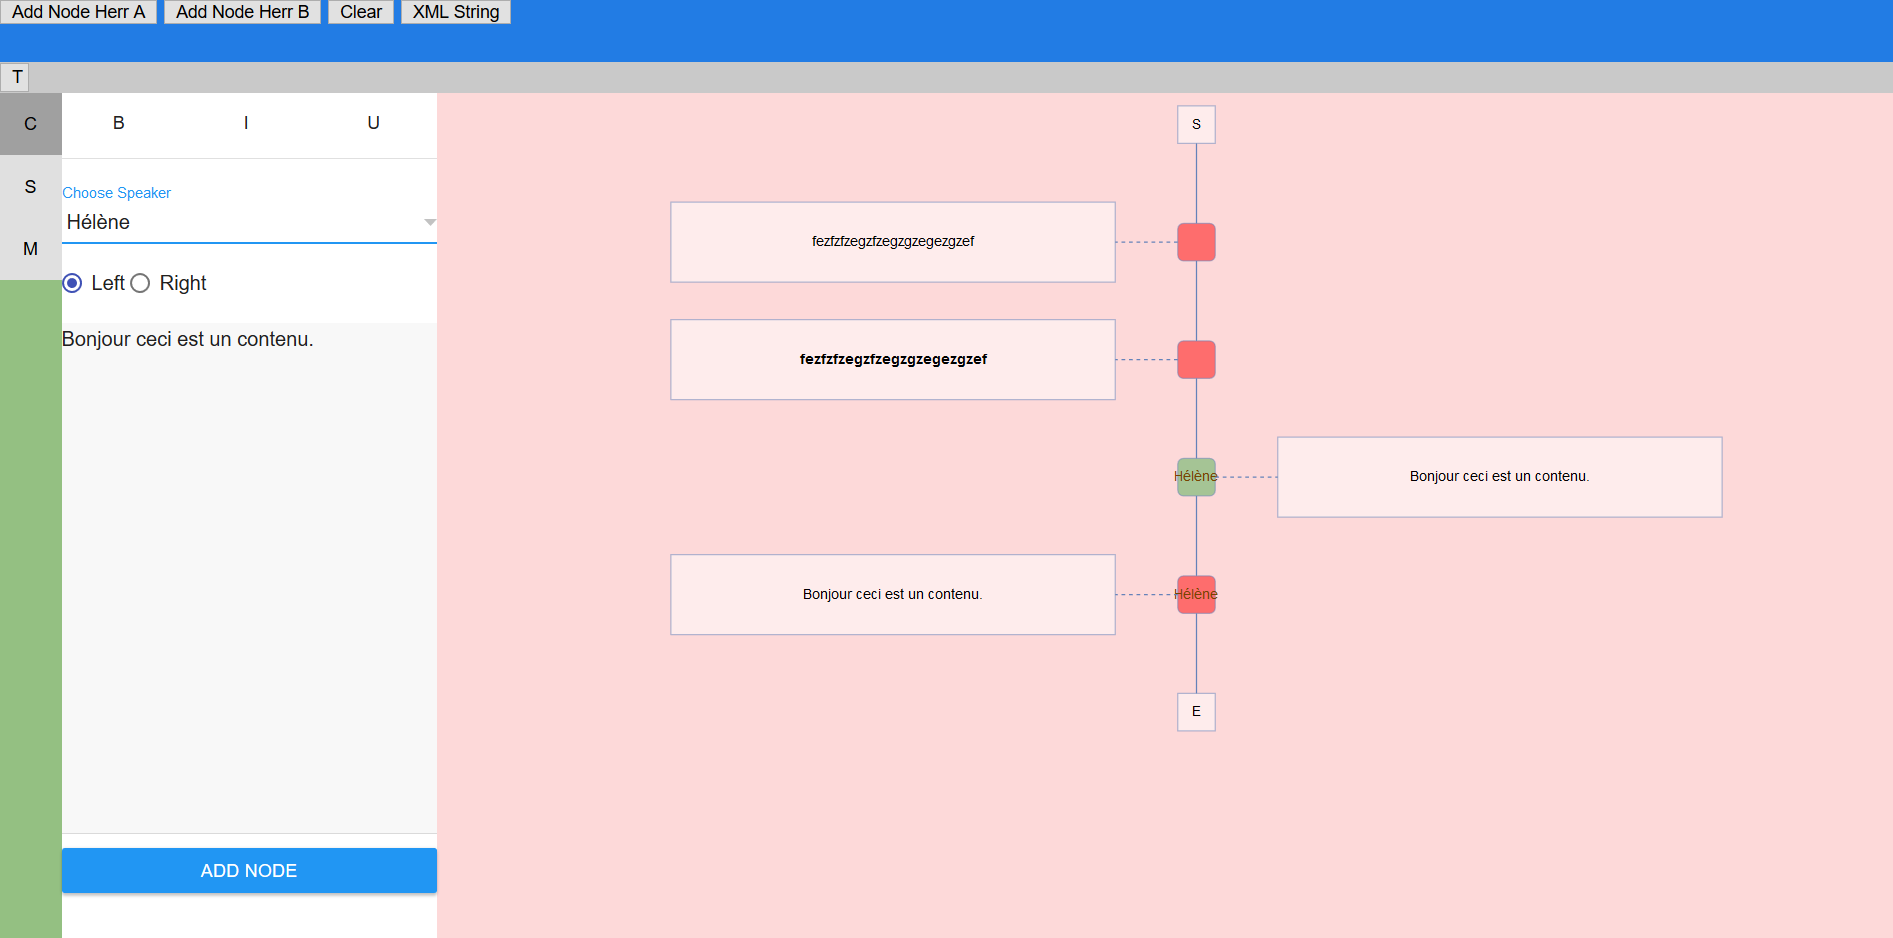 Add Node Herr A Add Node Herr B Clear XML String
T
C
S
M
B I U
Choose Speaker
Hélène
Left Right
Bonjour ceci est un contenu.
ADD NODE
S
fezfzfzegzfzegzgzegezgzef
fezfzfzegzfzegzgzegezgzef
Hélène Bonjour ceci est un contenu.
Bonjour ceci est un contenu. Hélène
E